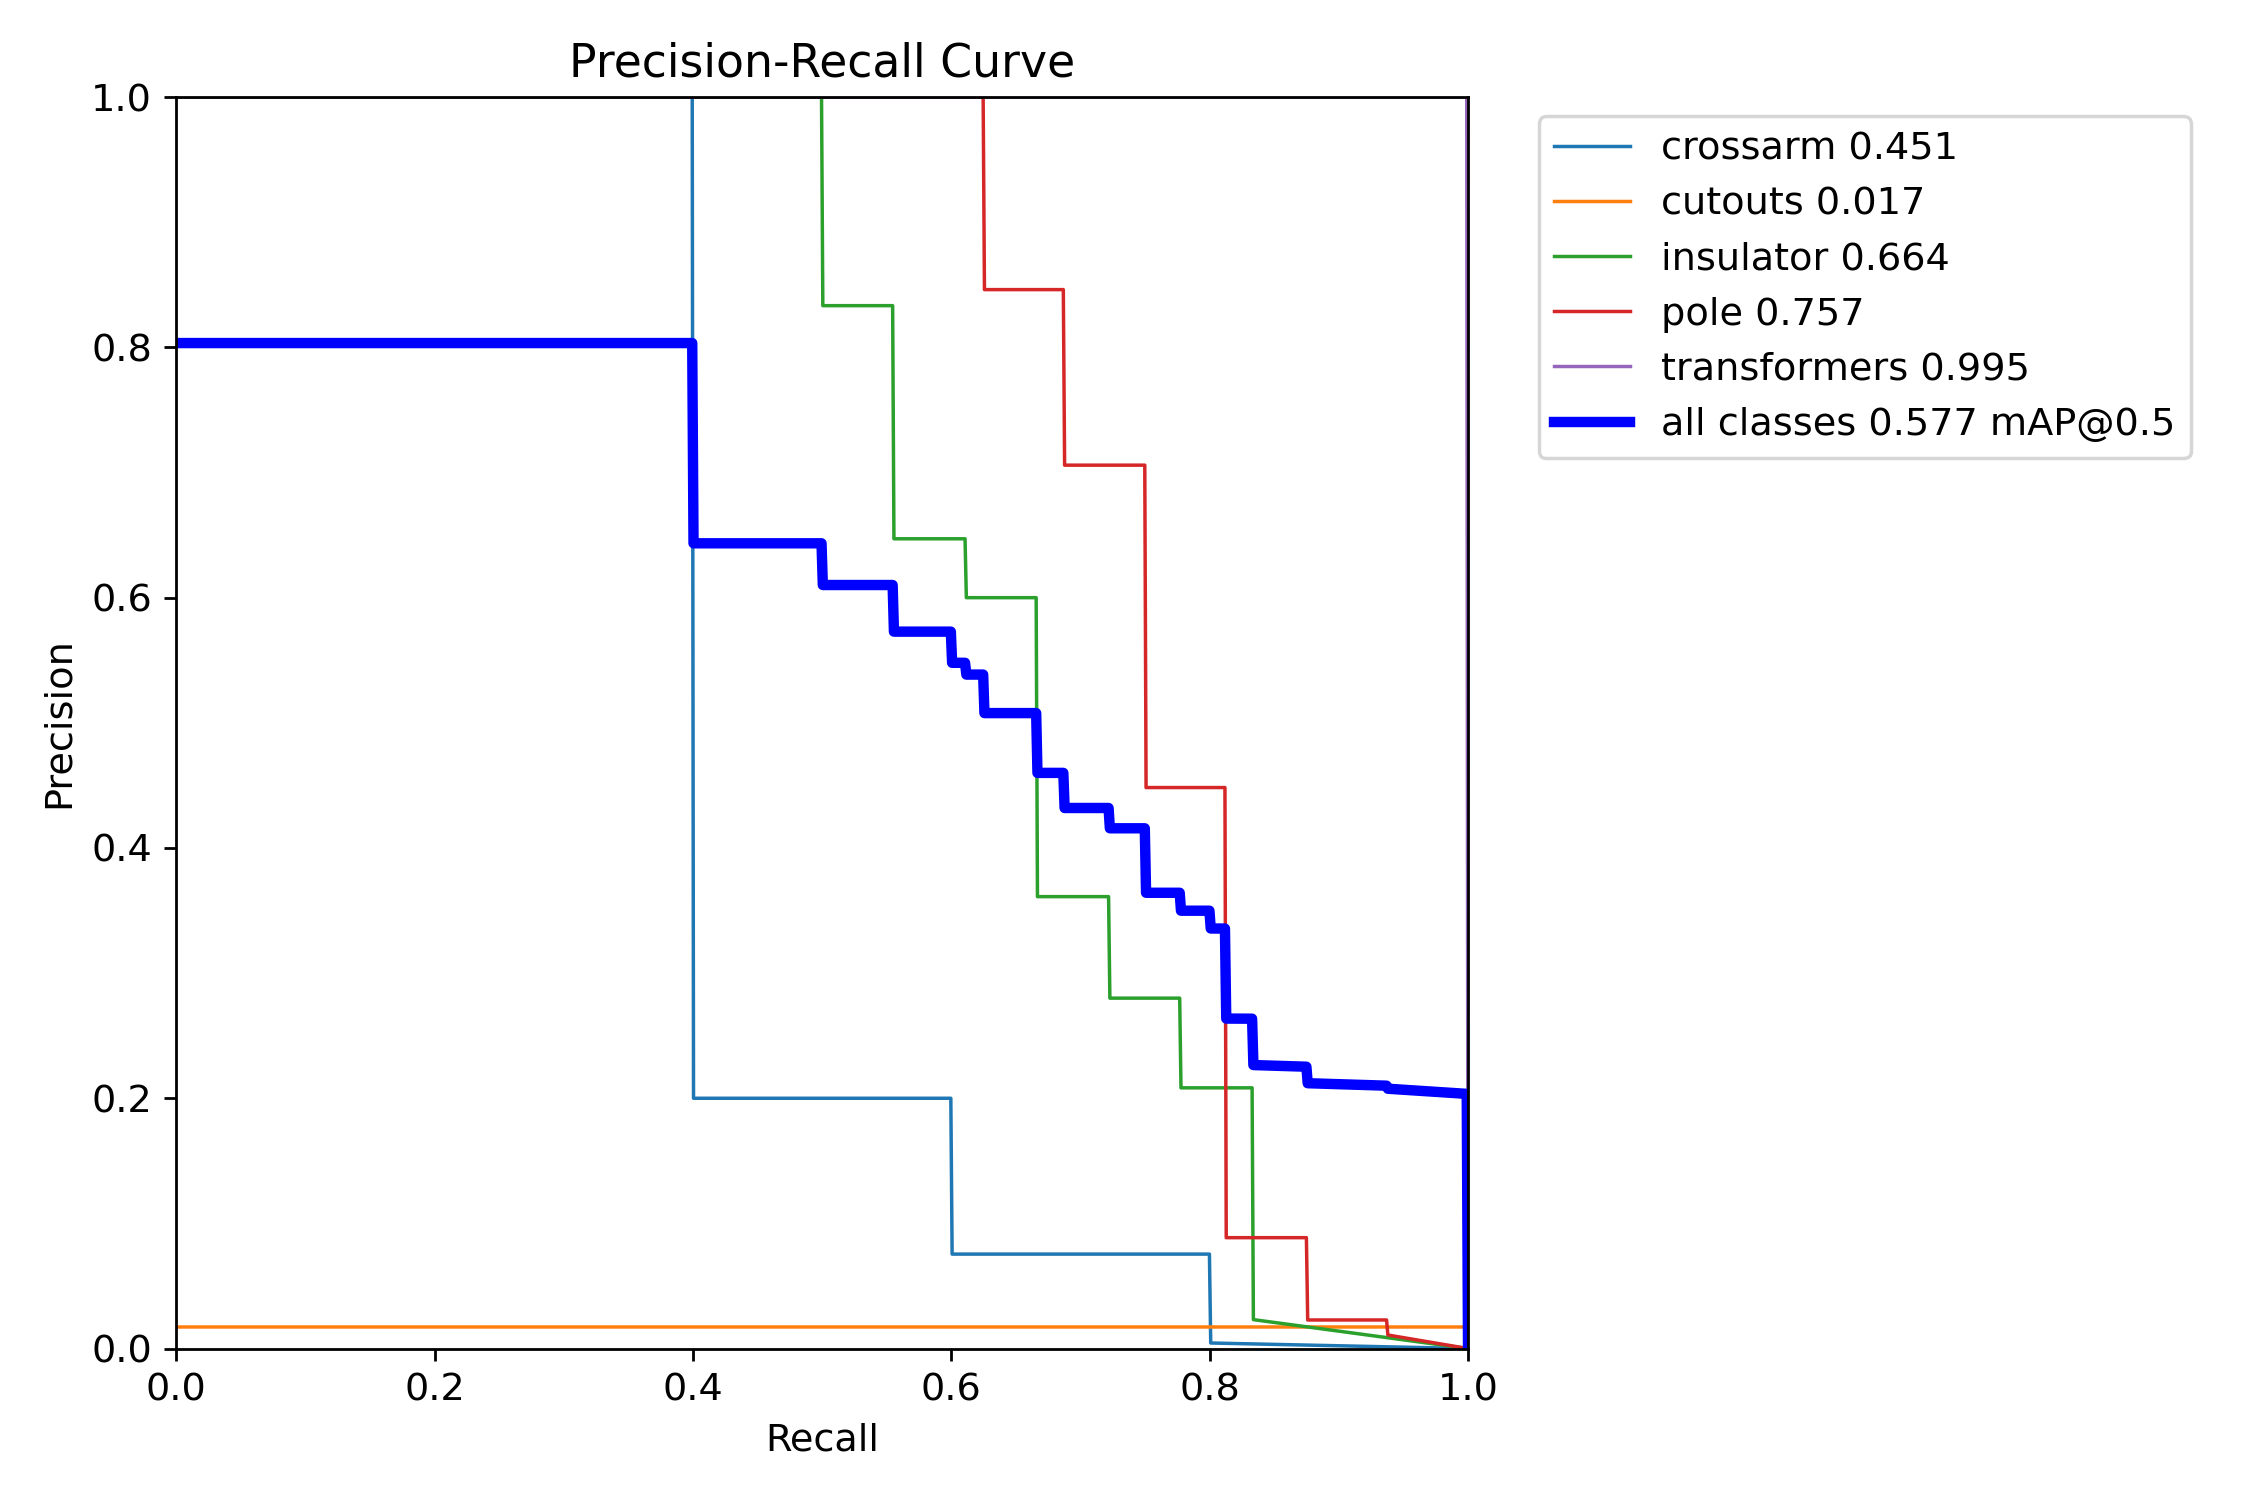 Precision-Recall Curve
1.0
0.8
0.6
0.4
0.2
0.0
Precision
0.0 0.2 0.4 0.6 0.8 1.0
Recall
crossarm 0.451
cutouts 0.017
insulator 0.664
pole 0.757
transformers 0.995
all classes 0.577 mAP@0.5